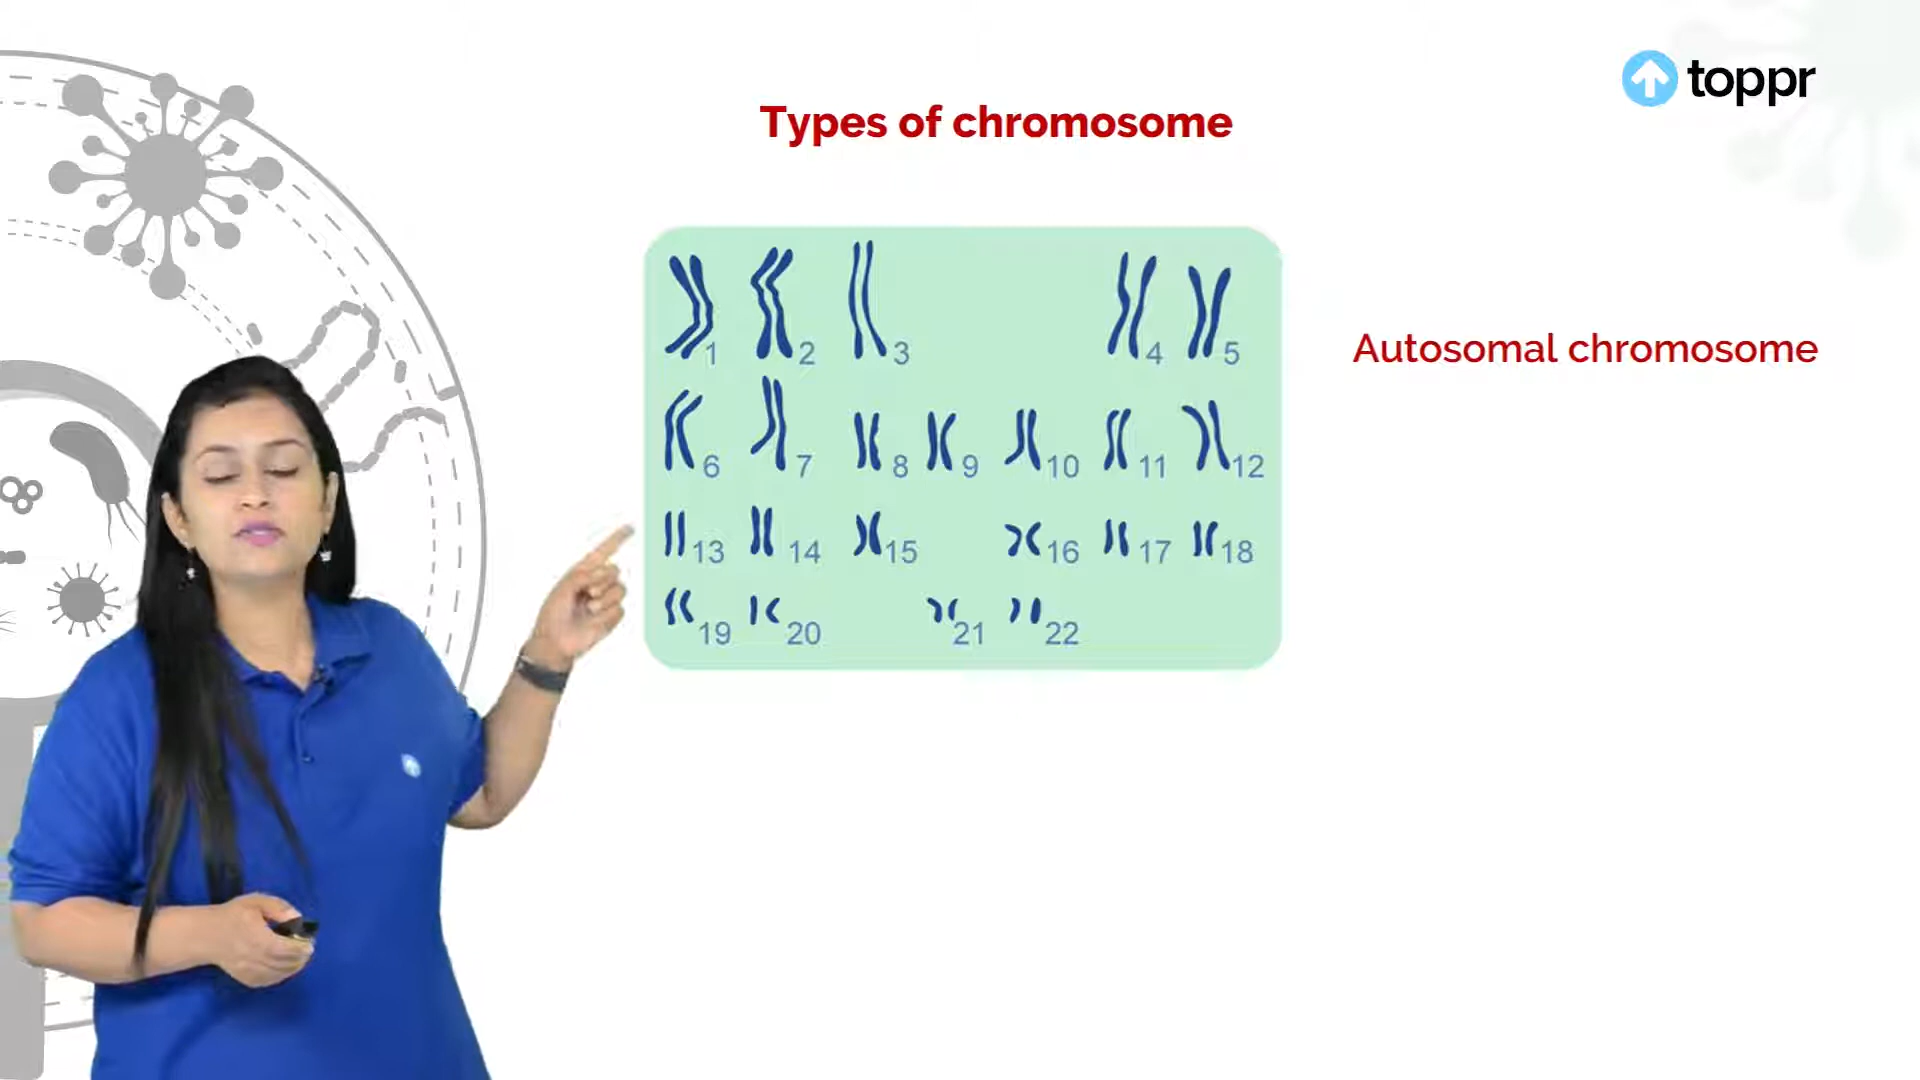 toppr
Types of chromosome
1 2 3 4 5
Autosomal chromosome
6 7 8 9 10 11 12
13 14 15 16 17 18
19 20 21 22